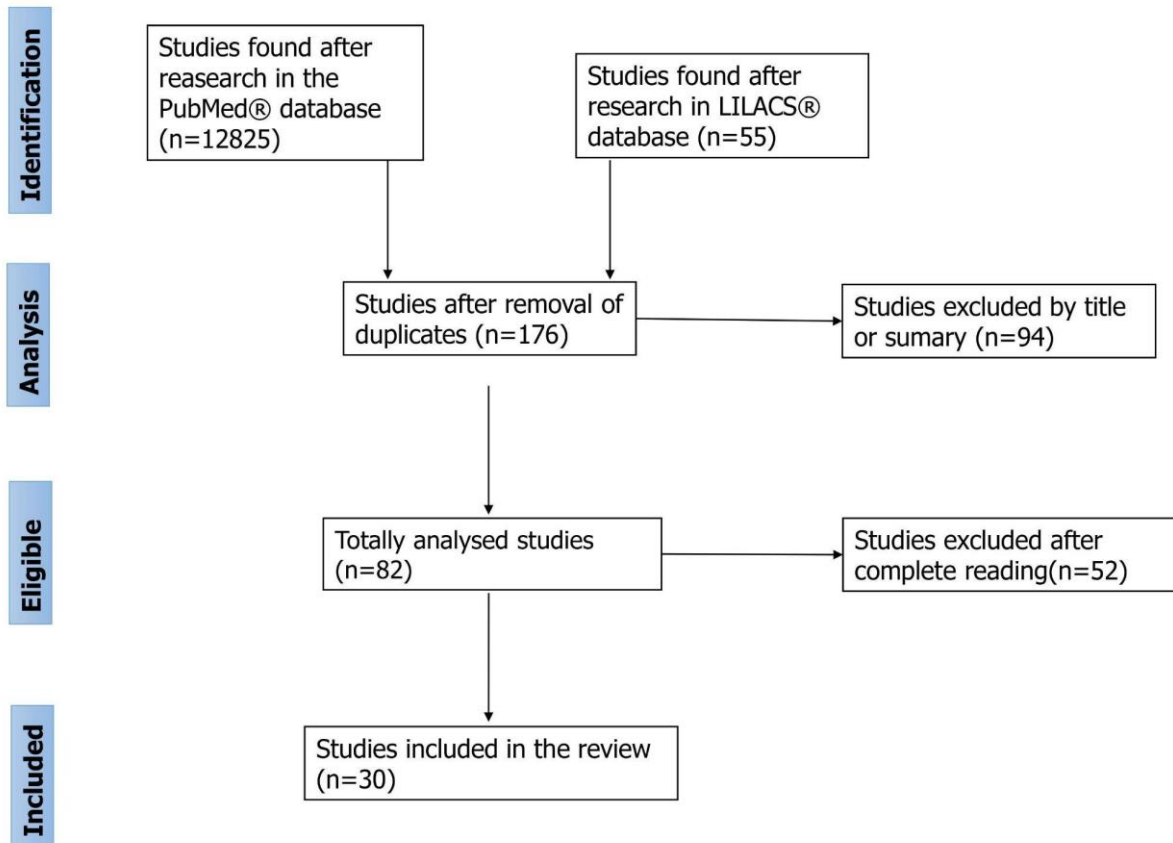 Identification
Studies found after
reasearch in the
PubMed® database
(n=12825)
Studies found after
research in LILACS®
database (n=55)
Analysis
Studies after removal of
duplicates (n=176)
Studies excluded by title
or sumary (n=94)
Eligible
Totally analysed studies
(n=82)
Studies excluded after
complete reading(n=52)
Included
Studies included in the review
(n=30)